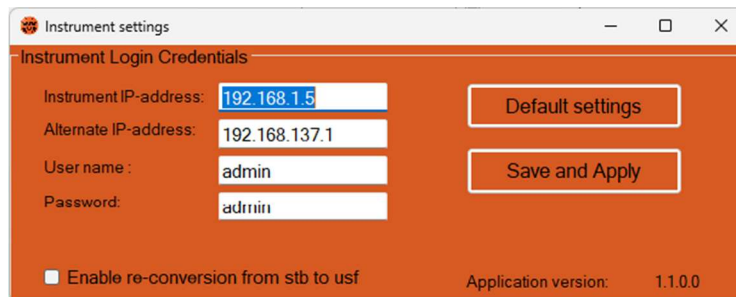 Instrument settings
Instrument Login Credentials
Instrument IP-address: 192.168.1.5
Default settings
Alternate IP-address: 192.168.137.1
User name : admin
Save and Apply
Password: admin
Enable re-conversion from stb to usf
Application version: 1.1.0.0